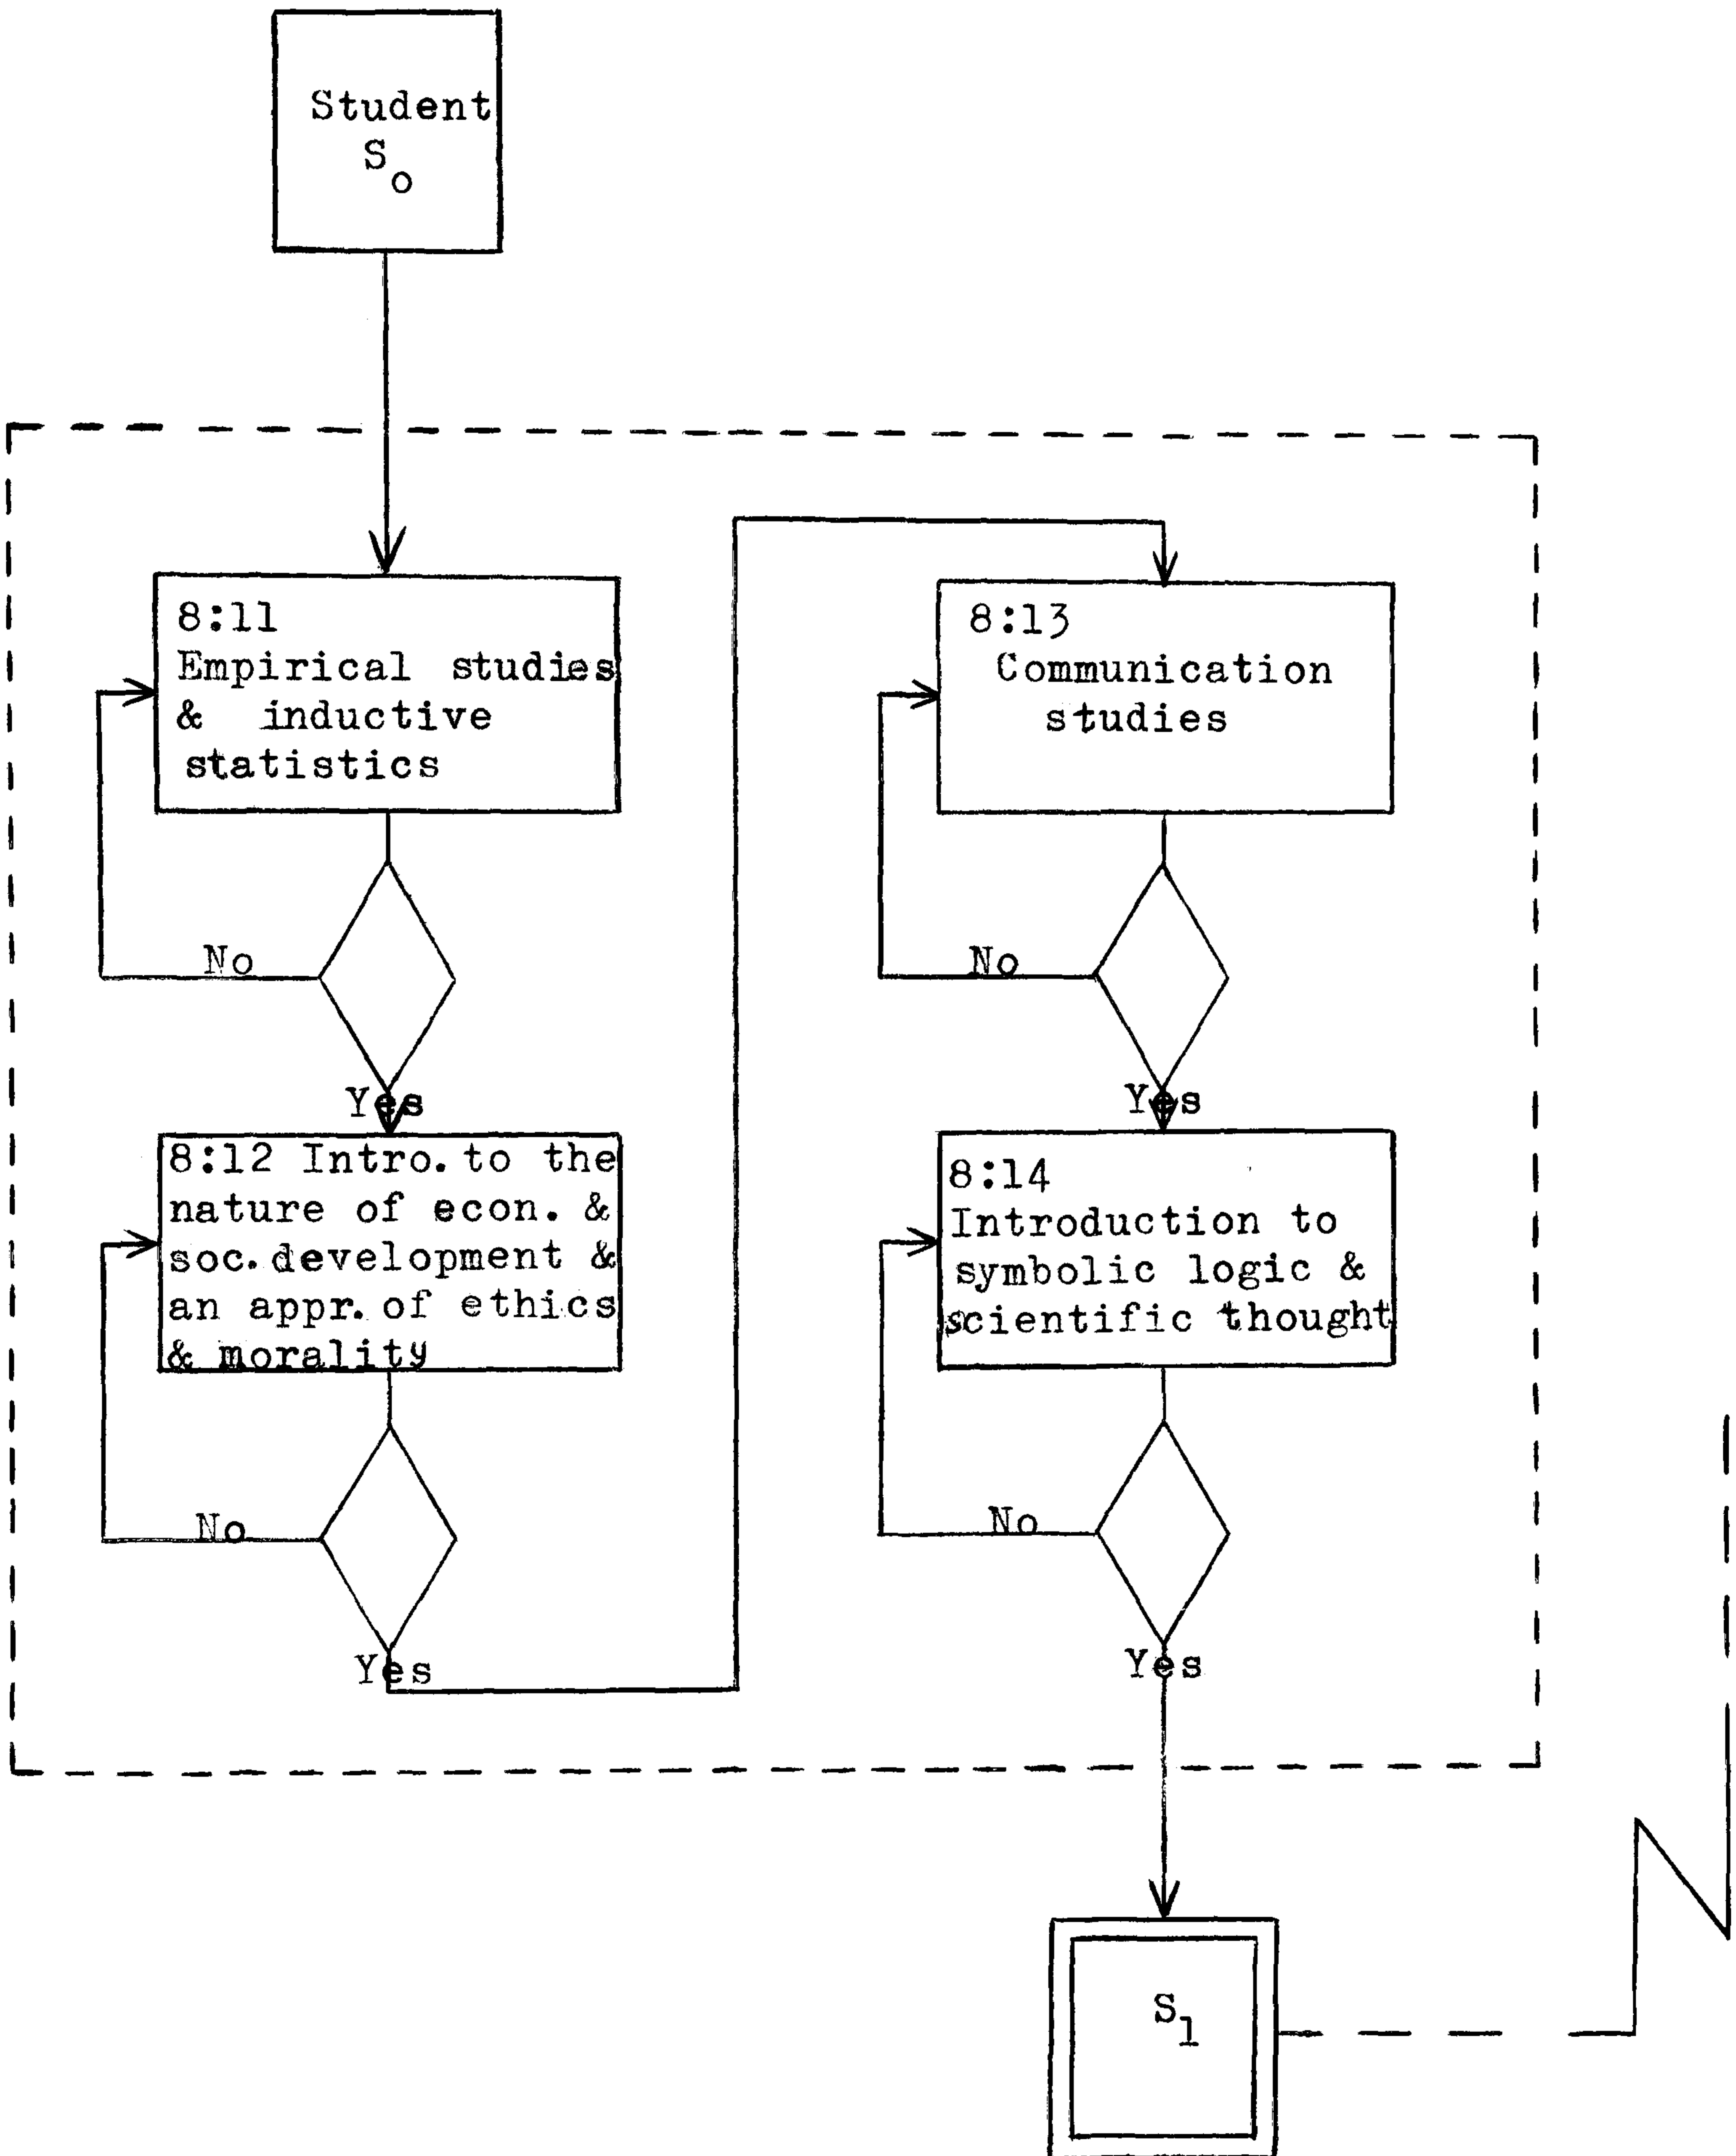 Student
So
8:11
Empirical studies
& inductive
statistics
No
Yes
8:12 Intro. to the
nature of econ. &
soc. development &
an appr. of ethics
& morality
No
Yes
8:13
Communication
studies
No
Yes
8:14
Introduction to
symbolic logic &
scientific thought
No
Yes
S1